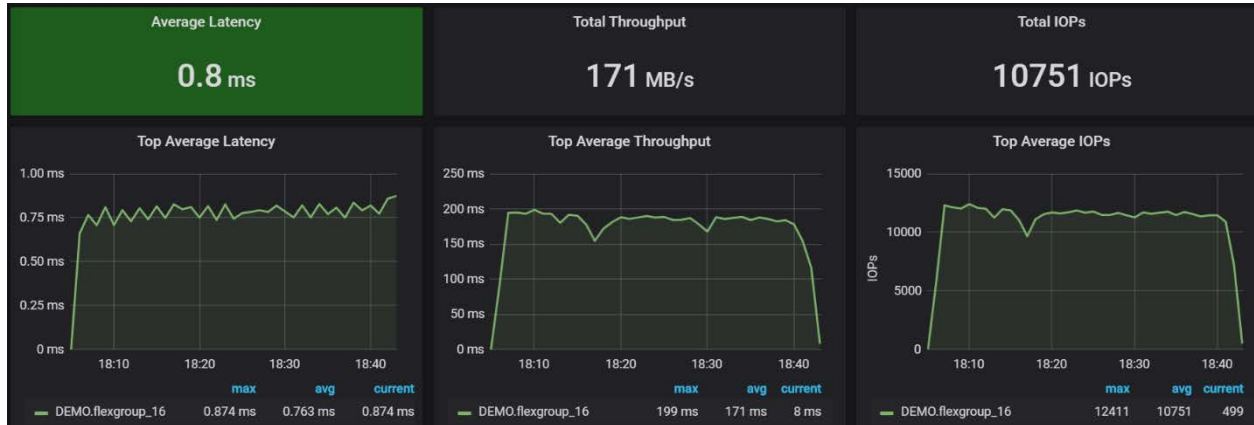 Average Latency
0.8 ms
Total Throughput
171 MB/s
Total IOPs
10751 IOPs
Top Average Latency
1.00 ms
0.75 ms
0.50 ms
0.25 ms
0 ms
18:10 18:20 18:30 18:40
max avg current
DEMO.flexgroup_16 0.874 ms 0.763 ms 0.874 ms
Top Average Throughput
250 ms
200 ms
150 ms
100 ms
50 ms
0 ms
18:10 18:20 18:30 18:40
max avg current
DEMO.flexgroup_16 199 ms 171 ms 8 ms
Top Average IOPs
IOPs
15000
10000
5000
0
18:10 18:20 18:30 18:40
max avg current
DEMO.flexgroup_16 12411 10751 499